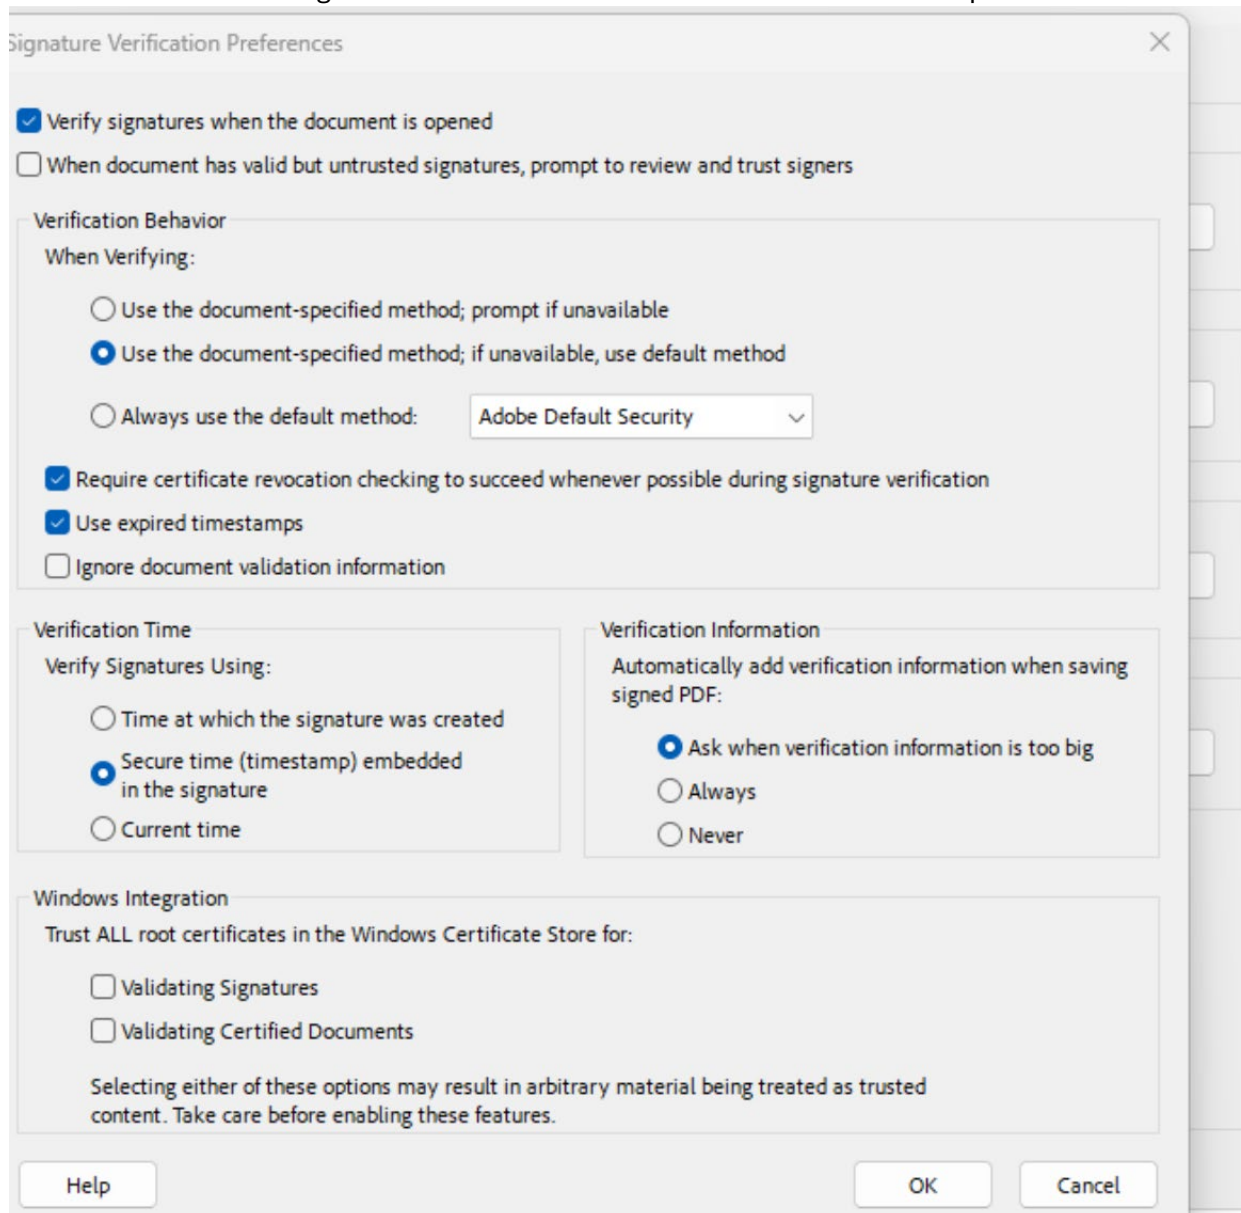 Signature Verification Preferences
Verify signatures when the document is opened
When document has valid but untrusted signatures, prompt to review and trust signers
Verification Behavior
When Verifying:
Use the document-specified method; prompt if unavailable
Use the document-specified method; if unavailable, use default method
Always use the default method: Adobe Default Security
Require certificate revocation checking to succeed whenever possible during signature verification
Use expired timestamps
Ignore document validation information
Verification Time
Verify Signatures Using:
Time at which the signature was created
Secure time (timestamp) embedded
in the signature
Current time
Verification Information
Automatically add verification information when saving
signed PDF:
Ask when verification information is too big
Always
Never
Windows Integration
Trust ALL root certificates in the Windows Certificate Store for:
Validating Signatures
Validating Certified Documents
Selecting either of these options may result in arbitrary material being treated as trusted
content. Take care before enabling these features.
Help
OK
Cancel